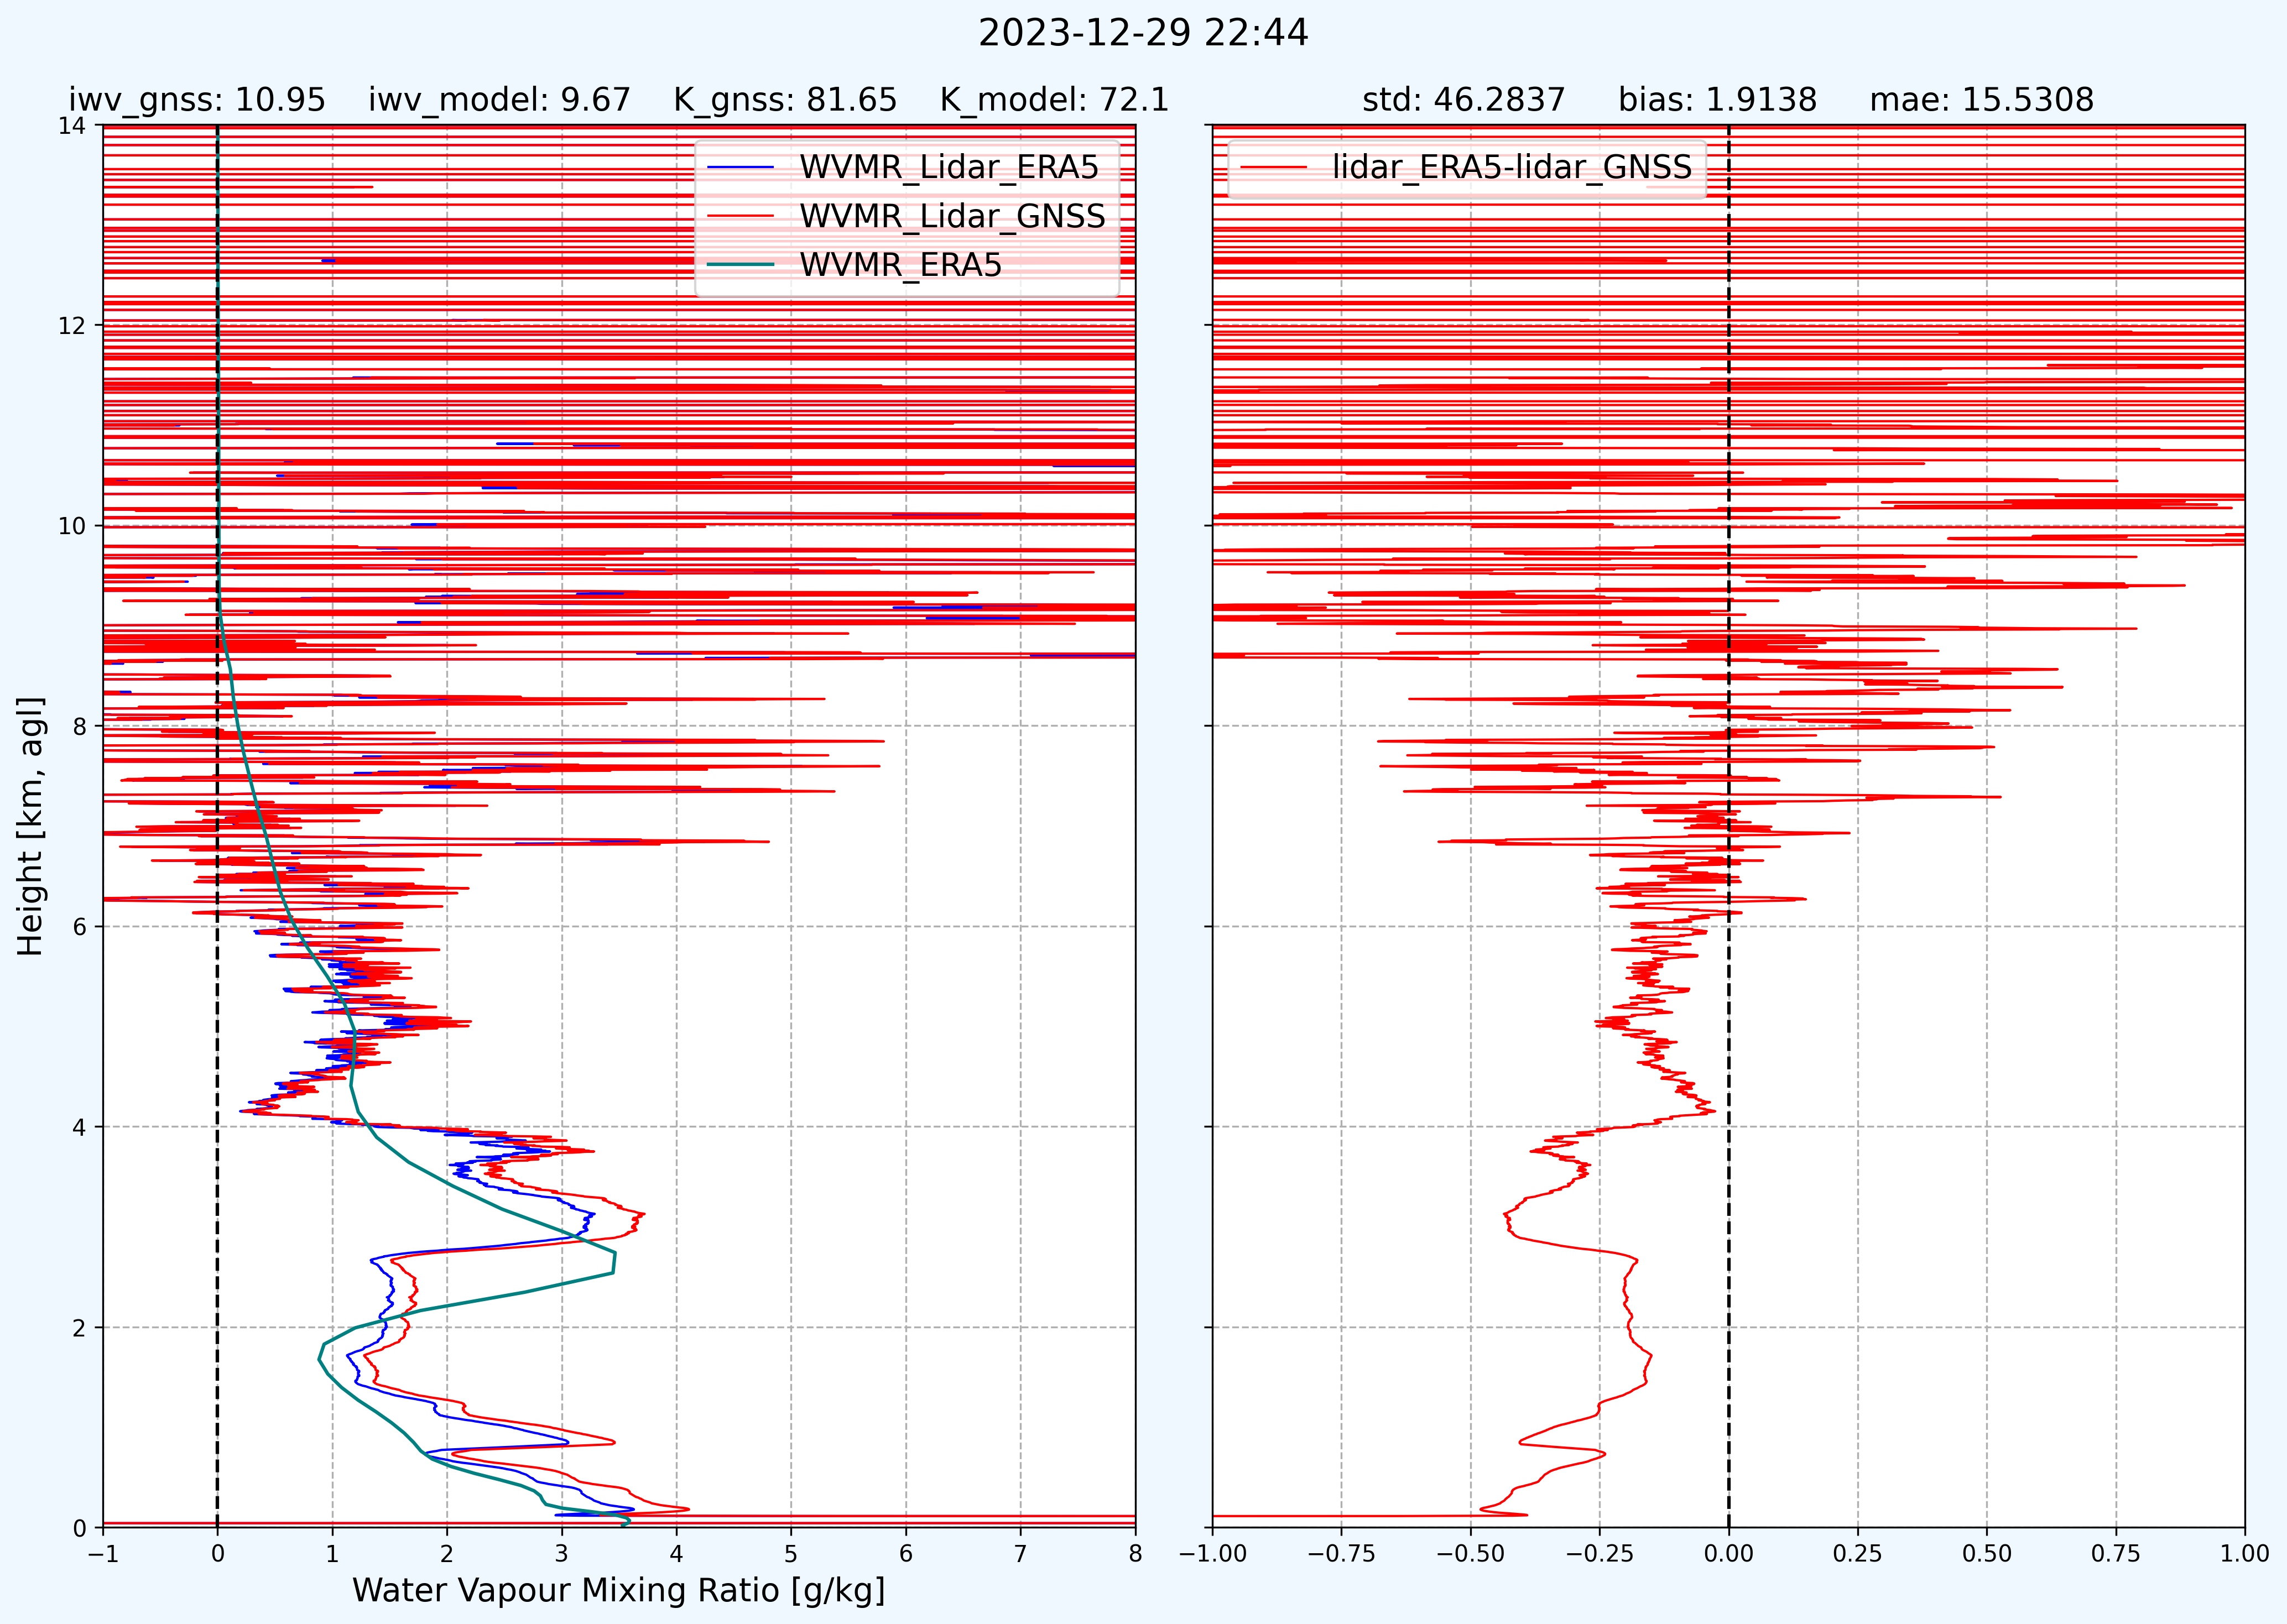 2023-12-29 22:44
iwv_gnss: 10.95 iwv_model: 9.67 K_gnss: 81.65 K_model: 72.1
std: 46.2837 bias: 1.9138 mae: 15.5308
WVMR_Lidar_ERA5
WVMR_Lidar_GNSS
WVMR_ERA5
lidar_ERA5-lidar_GNSS
Height [km, agl]
14
12
10
8
6
4
2
0
−1 0 1 2 3 4 5 6 7 8
Water Vapour Mixing Ratio [g/kg]
−1.00 −0.75 −0.50 −0.25 0.00 0.25 0.50 0.75 1.00